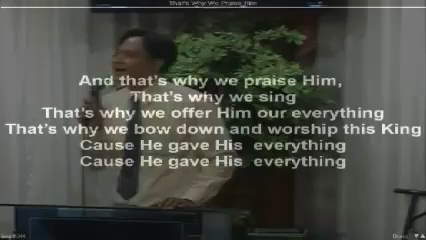 That's Why We Praise Him
And that's why we praise Him,
That's why we sing
That's why we offer Him our everything
That's why we bow down and worship this King
Cause He gave His everything
Cause He gave His everything